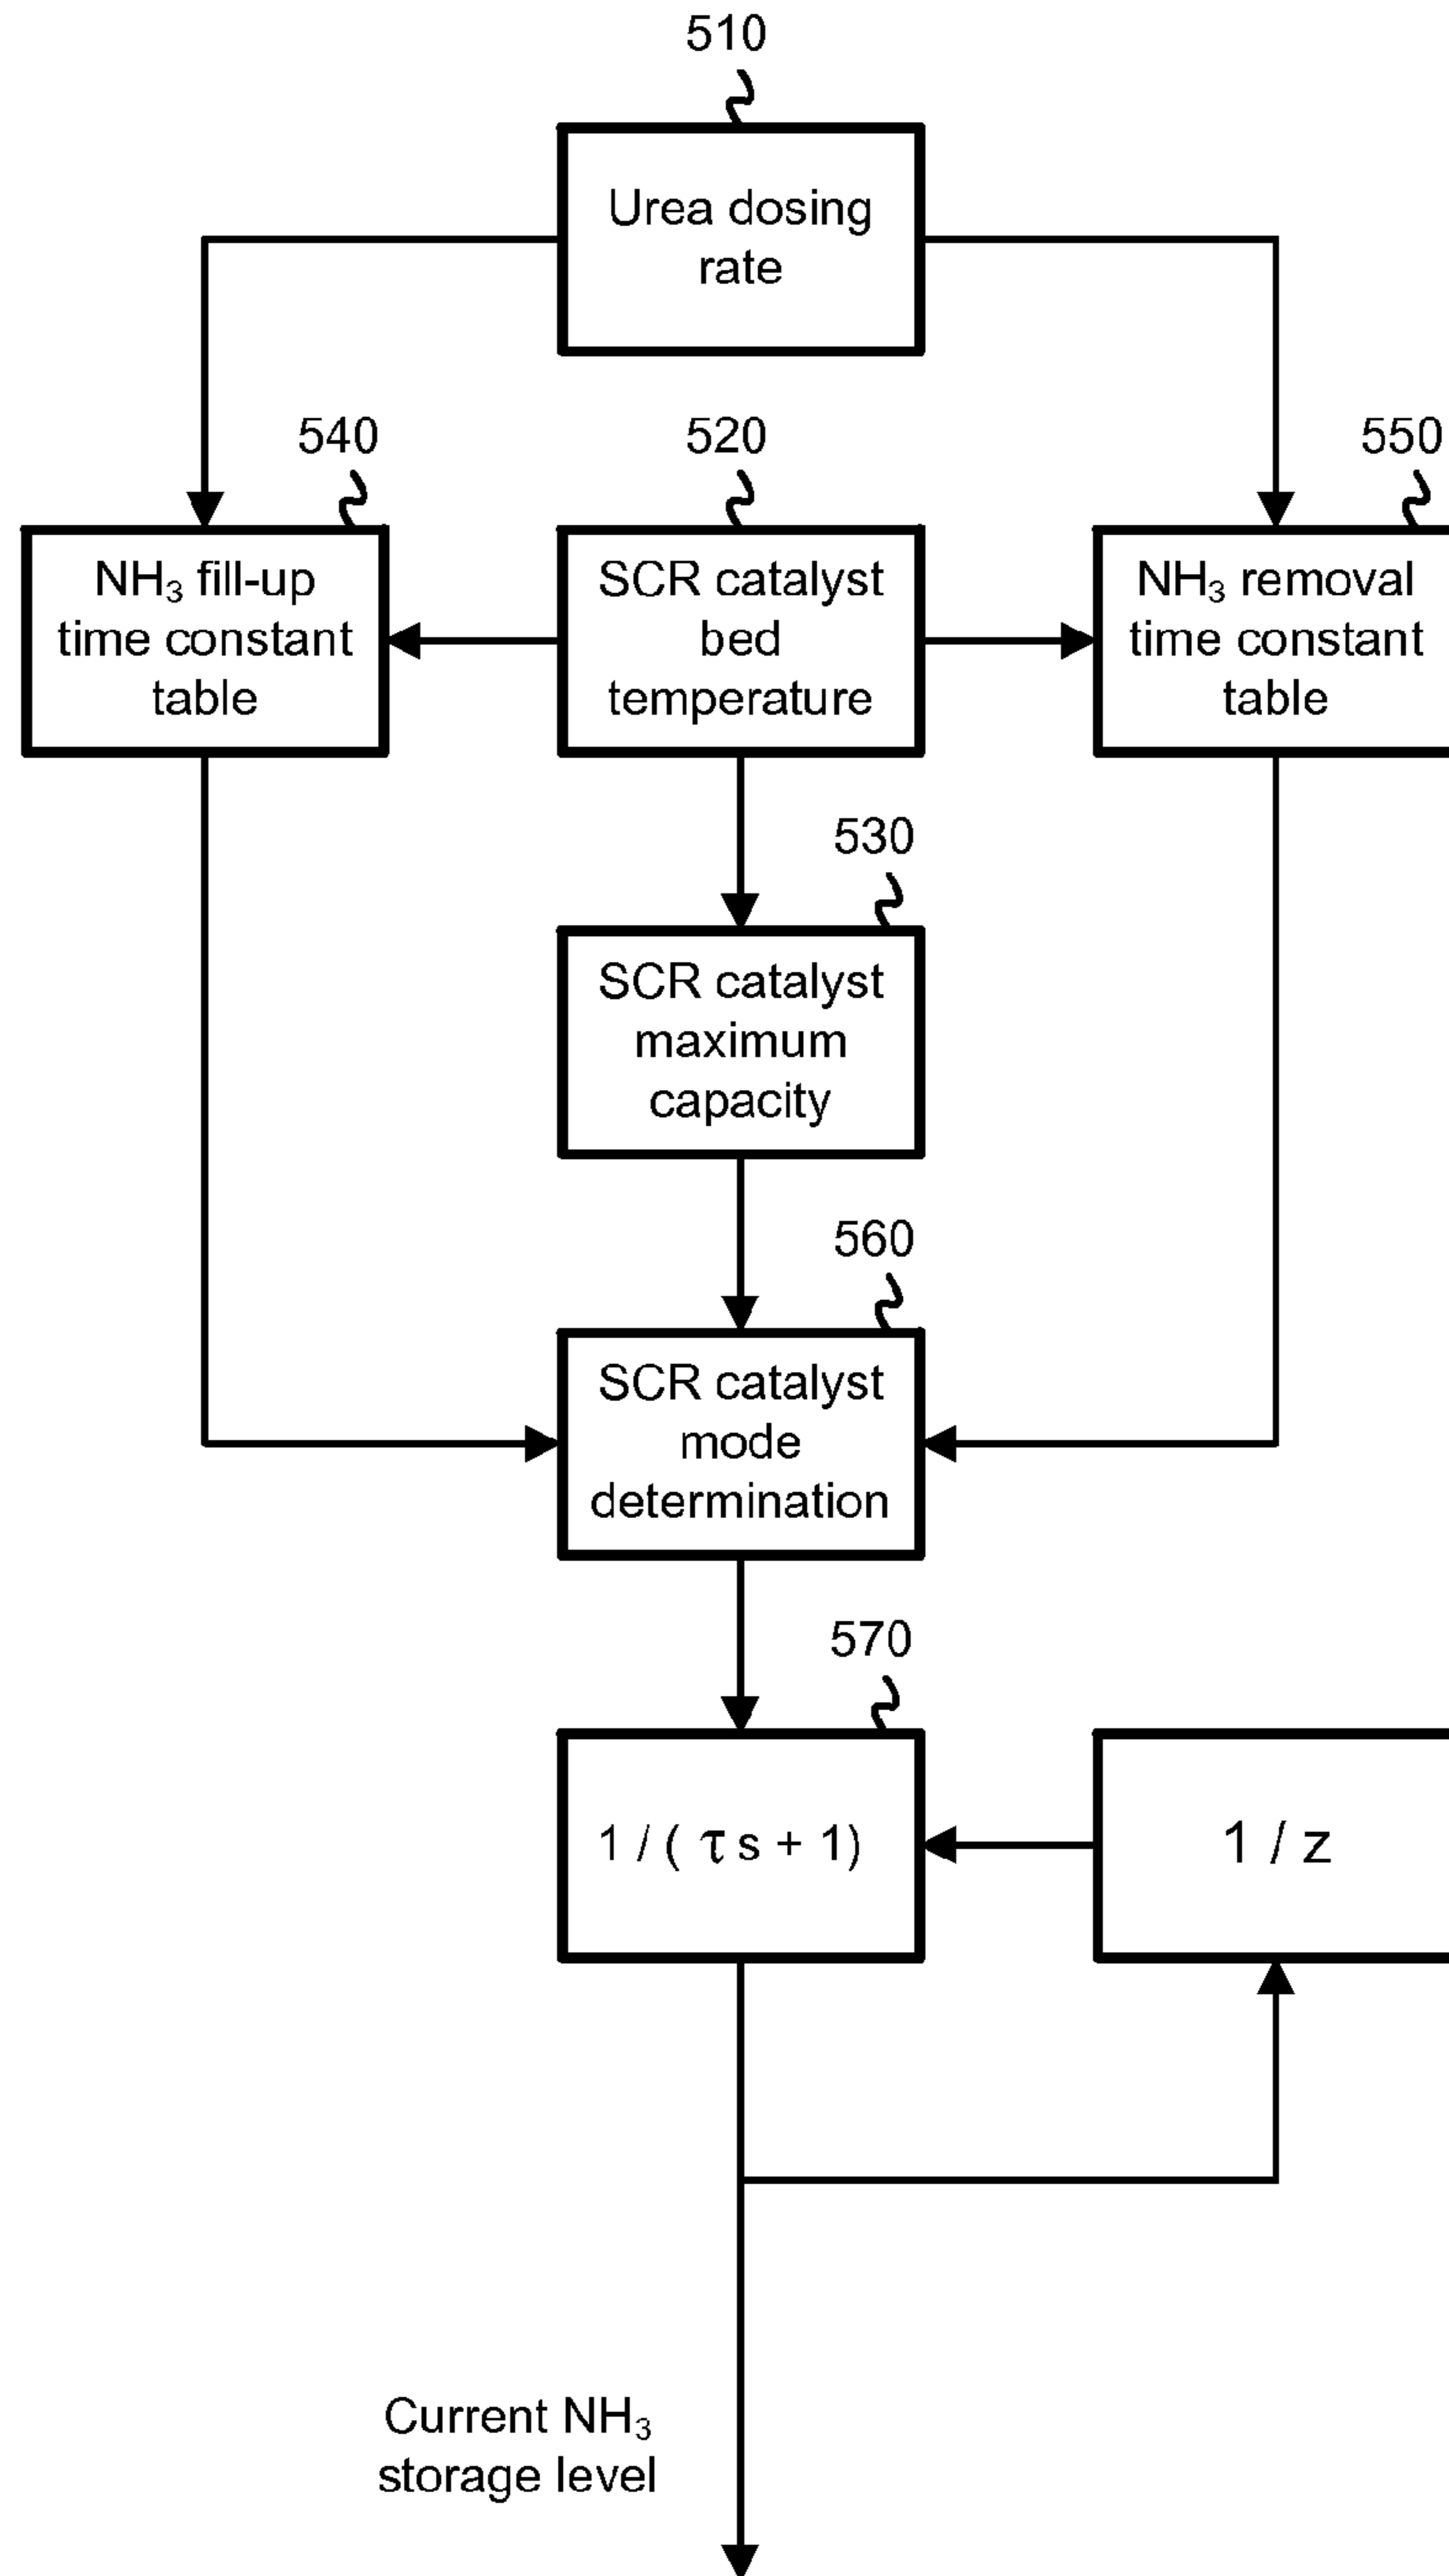 510
Urea dosing
rate
540
520
550
NH₃ fill-up
time constant
table
SCR catalyst
bed
temperature
NH₃ removal
time constant
table
530
SCR catalyst
maximum
capacity
560
SCR catalyst
mode
determination
570
1 / ( τ s + 1)
1 / z
Current NH₃
storage level